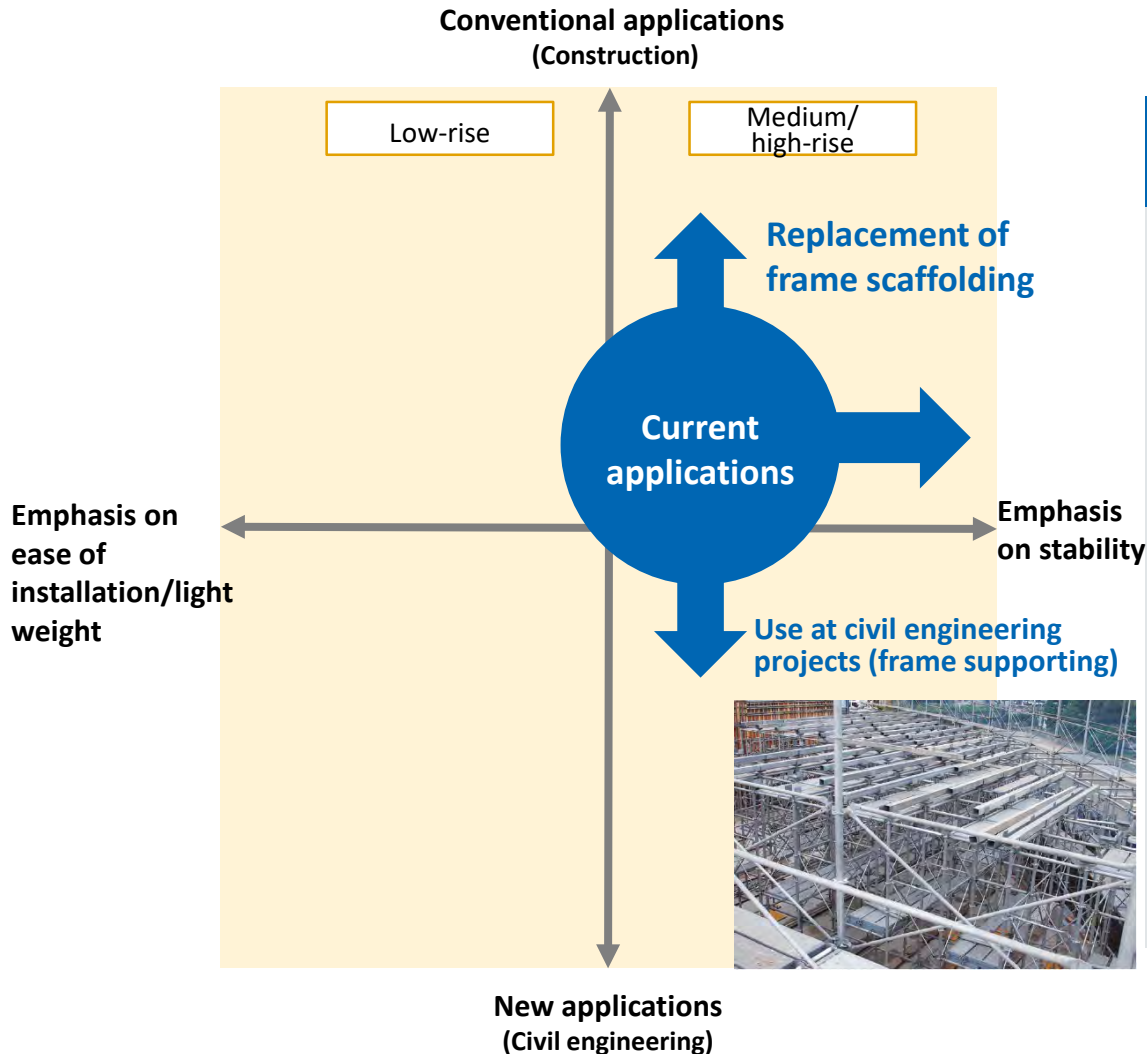 Conventional applications
(Construction)
Low-rise
Medium/
high-rise
Replacement of
frame scaffolding
Current
applications
Emphasis on
ease of
installation/light
weight
Emphasis
on stability
Use at civil engineering
projects (frame supporting)
New applications
(Civil engineering)